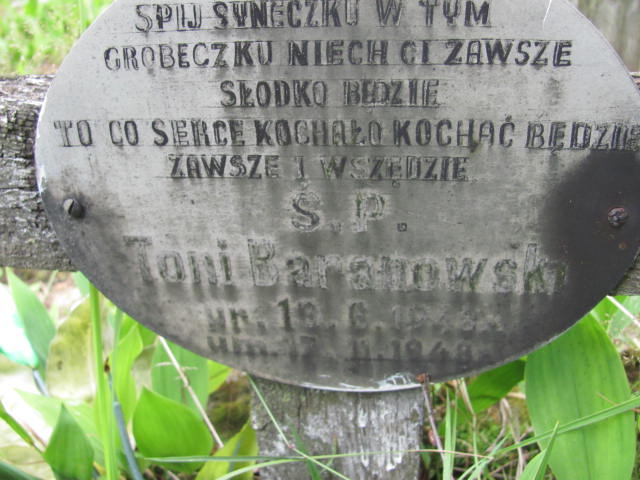 ŚPIJ SYNECZKU W TYM
GROBECZKU NIECH CI ZAWSZE
SŁODKO BĘDZIE
TO CO SERCE KOCHAŁO KOCHAĆ BĘDZIE
ZAWSZE I WSZĘDZIE
Ś.P.
Toni Baranowski